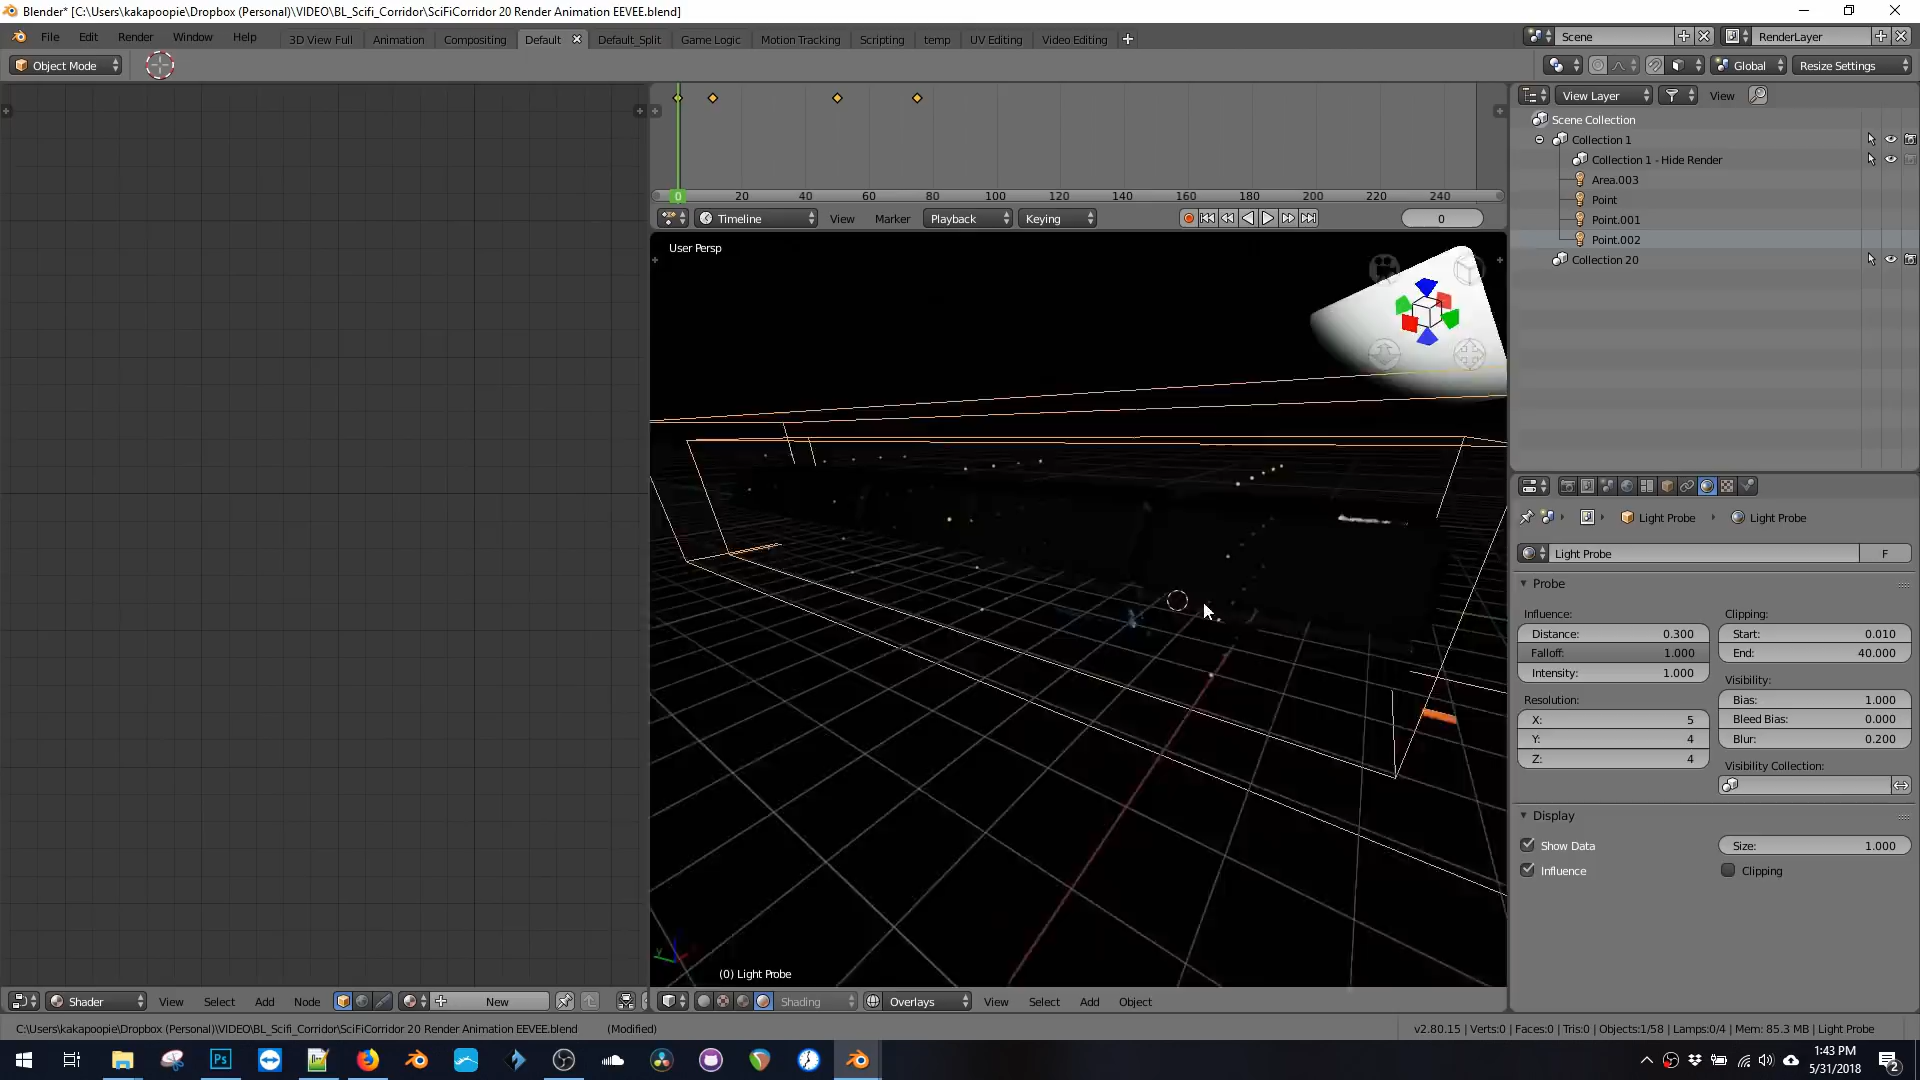 Blender* [C:\Users\kakapoopie\Dropbox (Personal)\VIDEO\BL_Scifi_Corridor\SciFiCorridor 20 Render Animation EEVEE.blend]
File Edit Render Window Help
3D View Full Animation Compositing Default Default_Split Game Logic Motion Tracking Scripting temp UV Editing Video Editing
Scene RenderLayer
Object Mode
Global Resize Settings
View Layer View
Scene Collection
Collection 1
Collection 1 - Hide Render
Area.003
Point
Point.001
Point.002
Collection 20
0 20 40 60 80 100 120 140 160 180 200 220 240
Timeline View Marker Playback Keying 0
User Persp
Light Probe Light Probe
Light Probe F
Probe
Influence: Clipping:
Distance: 0.300 Start: 0.010
Falloff: 1.000 End: 40.000
Intensity: 1.000 Visibility:
Resolution: Bias: 1.000
X: 5 Bleed Bias: 0.000
Y: 4 Blur: 0.200
Z: 4 Visibility Collection:
Display
Show Data Size: 1.000
Influence Clipping
(0) Light Probe
Shader View Select Add Node New
Shading Overlays View Select Add Object
C:\Users\kakapoopie\Dropbox (Personal)\VIDEO\BL_Scifi_Corridor\SciFiCorridor 20 Render Animation EEVEE.blend (Modified)
v2.80.15 | Verts:0 | Faces:0 | Tris:0 | Objects:1/58 | Lamps:0/4 | Mem: 85.3 MB | Light Probe
Ps
1:43 PM
5/31/2018
2